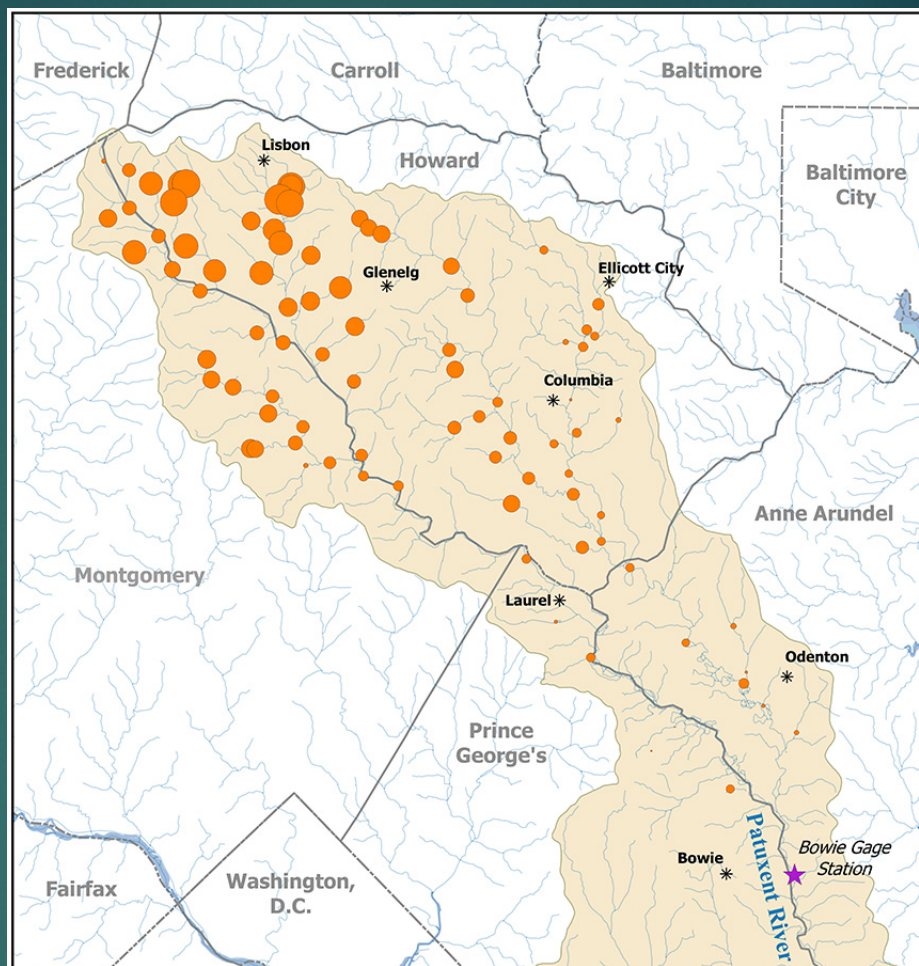 Frederick
Carroll
Baltimore
Lisbon
Howard
Baltimore
City
Glenelg
Ellicott City
Columbia
Anne Arundel
Montgomery
Laurel
Odenton
Prince
George's
Patuxent River
Bowie Gage
Station
Bowie
Fairfax
Washington,
D.C.